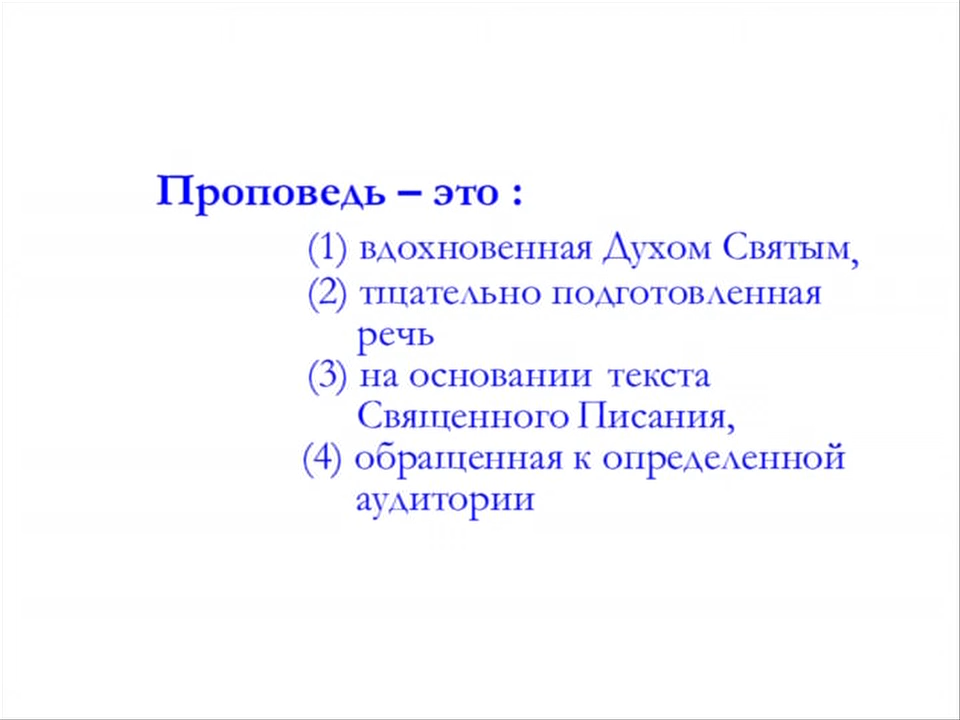 Проповедь – это :
(1) вдохновенная Духом Святым,
(2) тщательно подготовленная
речь
(3) на основании текста
Священного Писания,
(4) обращенная к определенной
аудитории